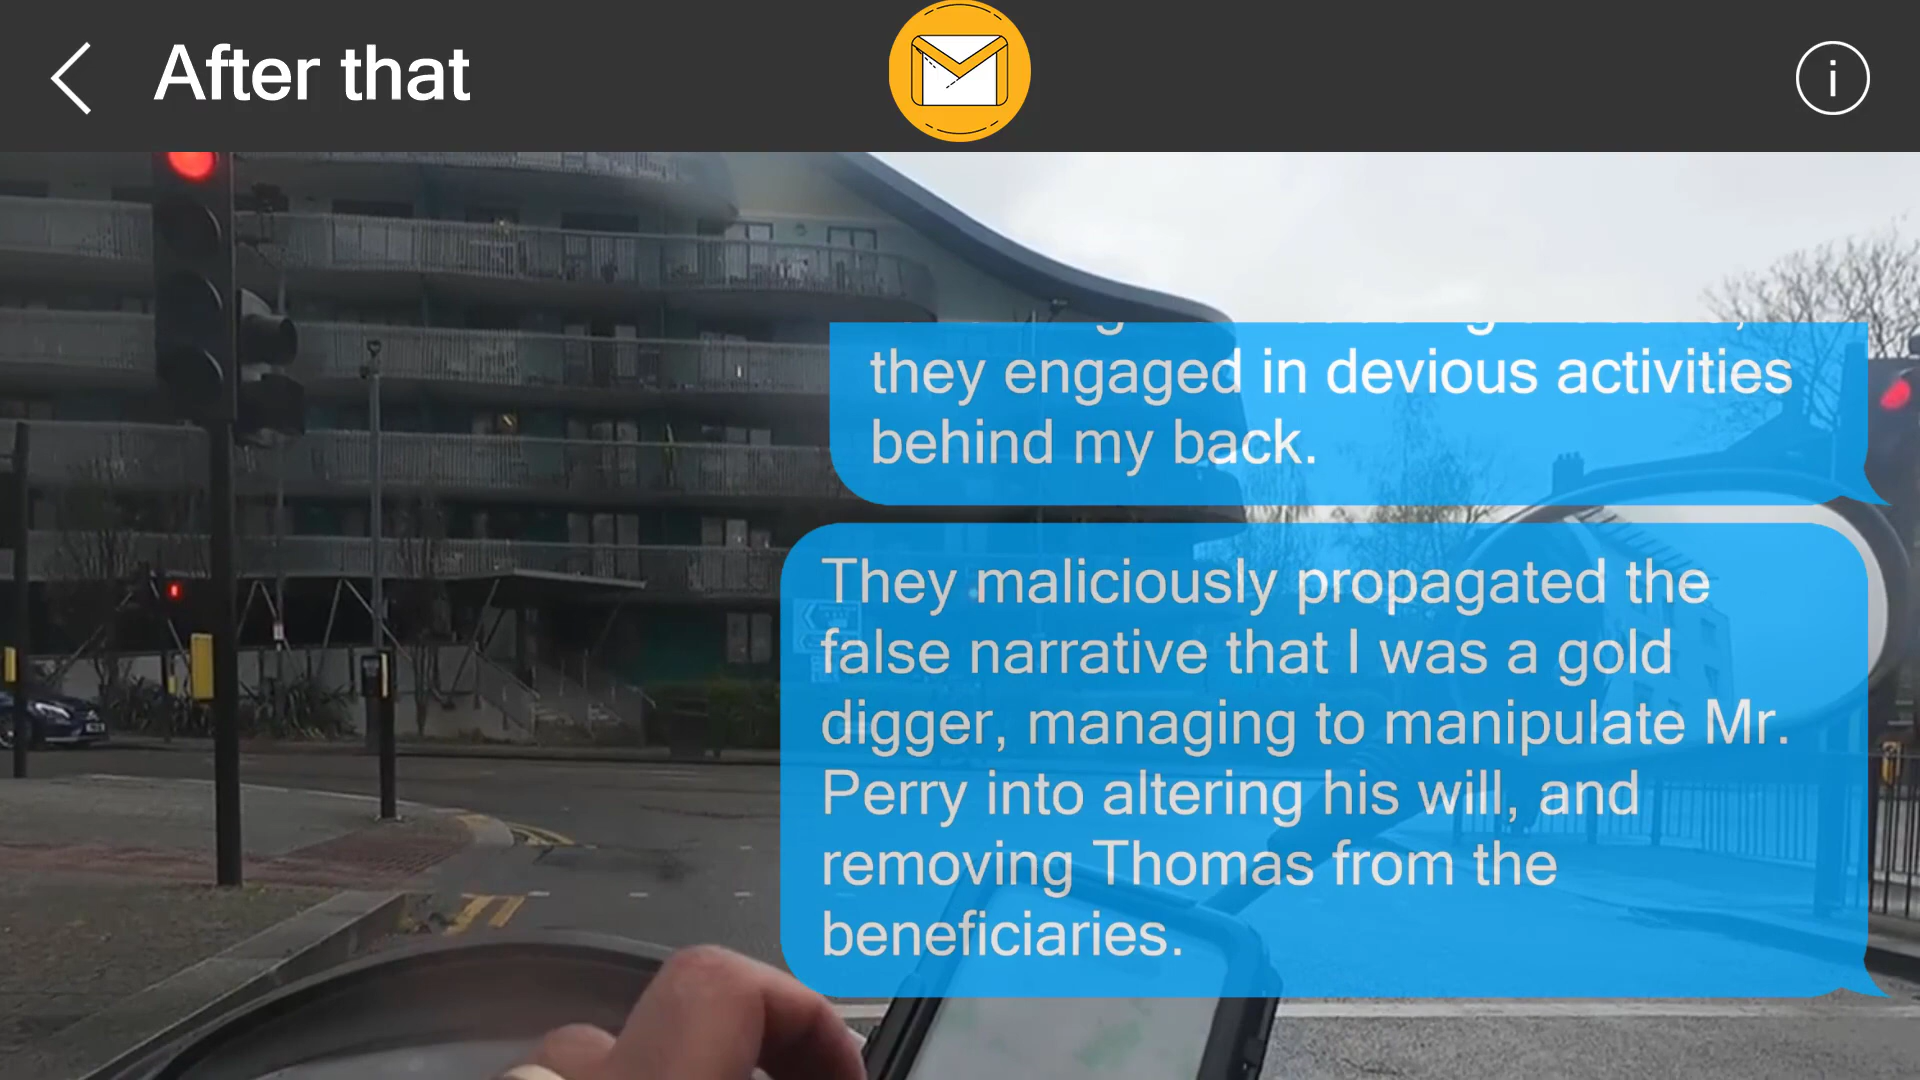 After that
they engaged in devious activities
behind my back.
They maliciously propagated the
false narrative that I was a gold
digger, managing to manipulate Mr.
Perry into altering his will, and
removing Thomas from the
beneficiaries.